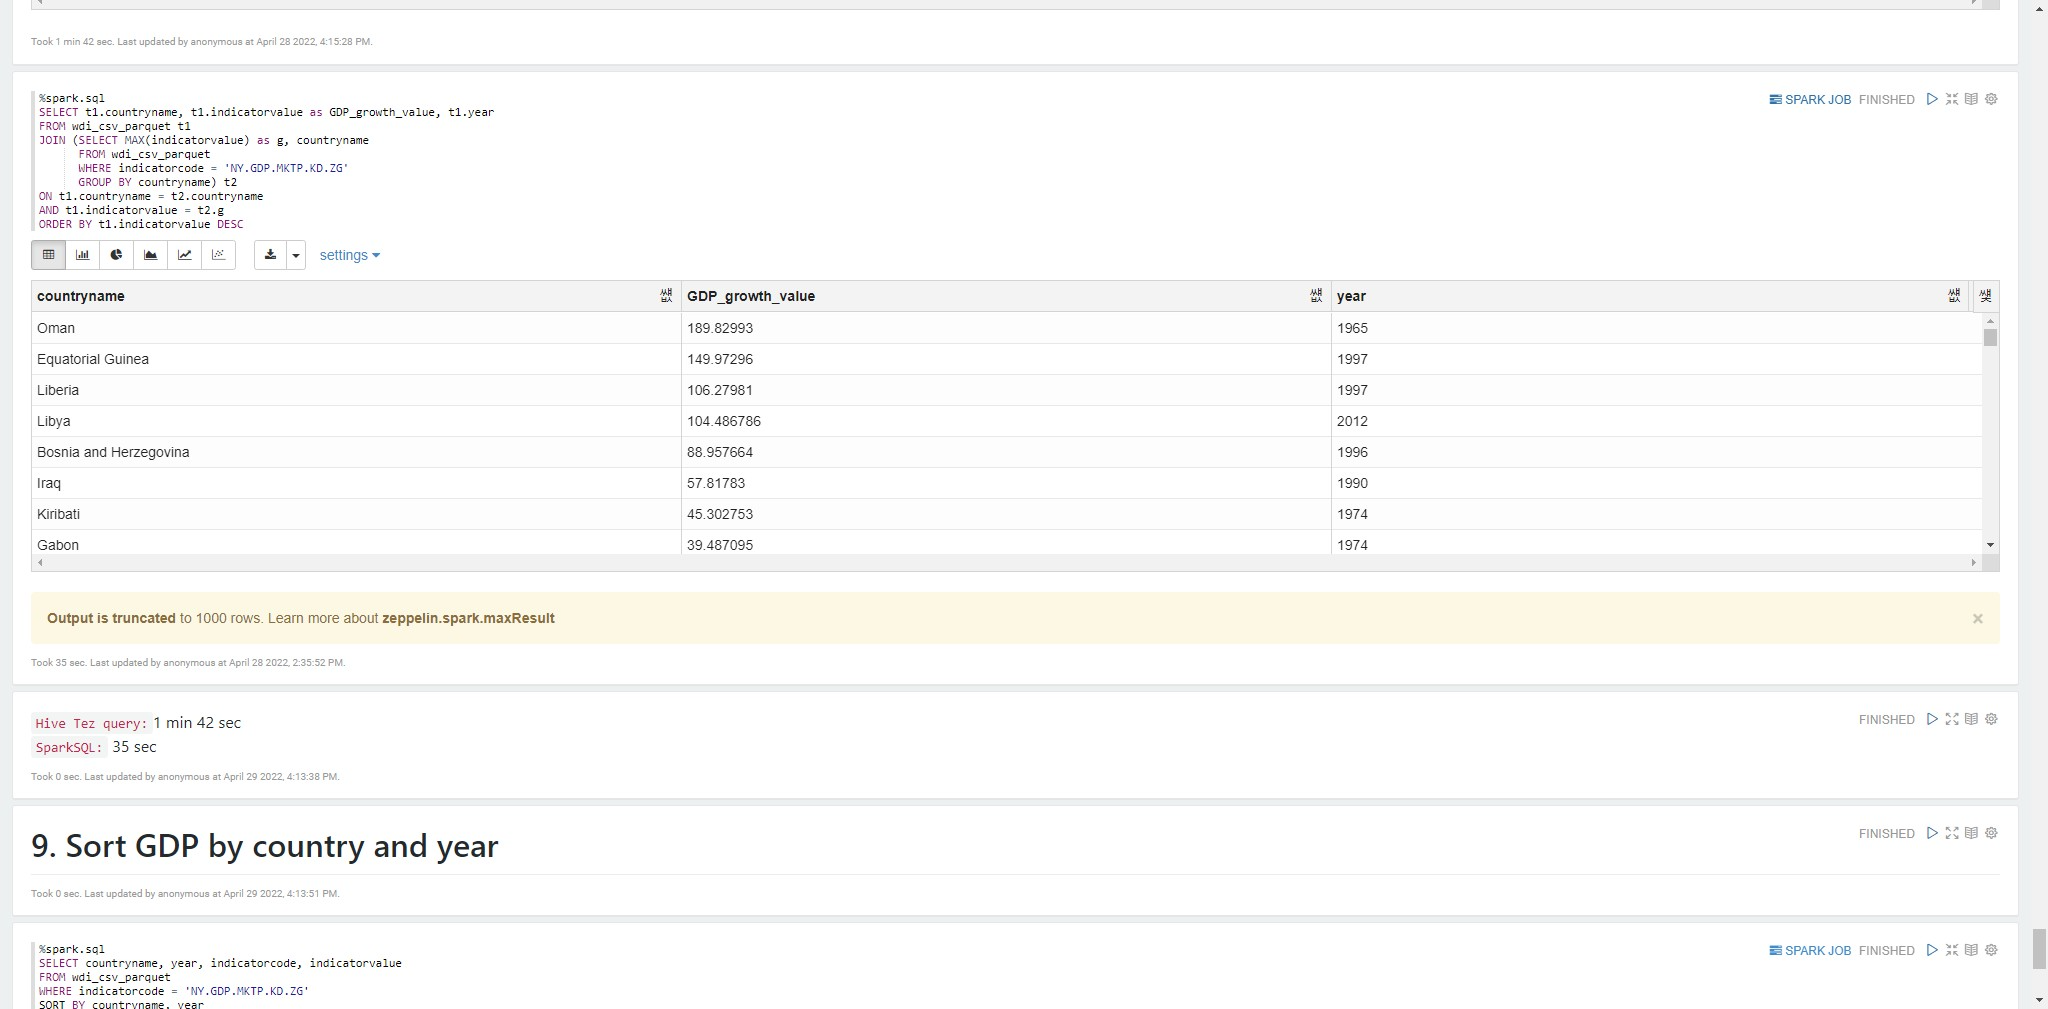 Took 1 min 42 sec. Last updated by anonymous at April 28 2022, 4:15:28 PM.
%spark.sql
SELECT t1.countryname, t1.indicatorvalue as GDP_growth_value, t1.year
FROM wdi_csv_parquet t1
JOIN (SELECT MAX(indicatorvalue) as g, countryname
FROM wdi_csv_parquet
WHERE indicatorcode = 'NY.GDP.MKTP.KD.ZG'
GROUP BY countryname) t2
ON t1.countryname = t2.countryname
AND t1.indicatorvalue = t2.g
ORDER BY t1.indicatorvalue DESC
SPARK JOB FINISHED
settings
countryname GDP_growth_value year
Oman 189.82993 1965
Equatorial Guinea 149.97296 1997
Liberia 106.27981 1997
Libya 104.486786 2012
Bosnia and Herzegovina 88.957664 1996
Iraq 57.81783 1990
Kiribati 45.302753 1974
Gabon 39.487095 1974
Output is truncated to 1000 rows. Learn more about zeppelin.spark.maxResult
Took 35 sec. Last updated by anonymous at April 28 2022, 2:35:52 PM.
Hive Tez query: 1 min 42 sec
SparkSQL: 35 sec
FINISHED
Took 0 sec. Last updated by anonymous at April 29 2022, 4:13:38 PM.
9. Sort GDP by country and year
FINISHED
Took 0 sec. Last updated by anonymous at April 29 2022, 4:13:51 PM.
%spark.sql
SELECT countryname, year, indicatorcode, indicatorvalue
FROM wdi_csv_parquet
WHERE indicatorcode = 'NY.GDP.MKTP.KD.ZG'
SORT BY countryname, year
SPARK JOB FINISHED